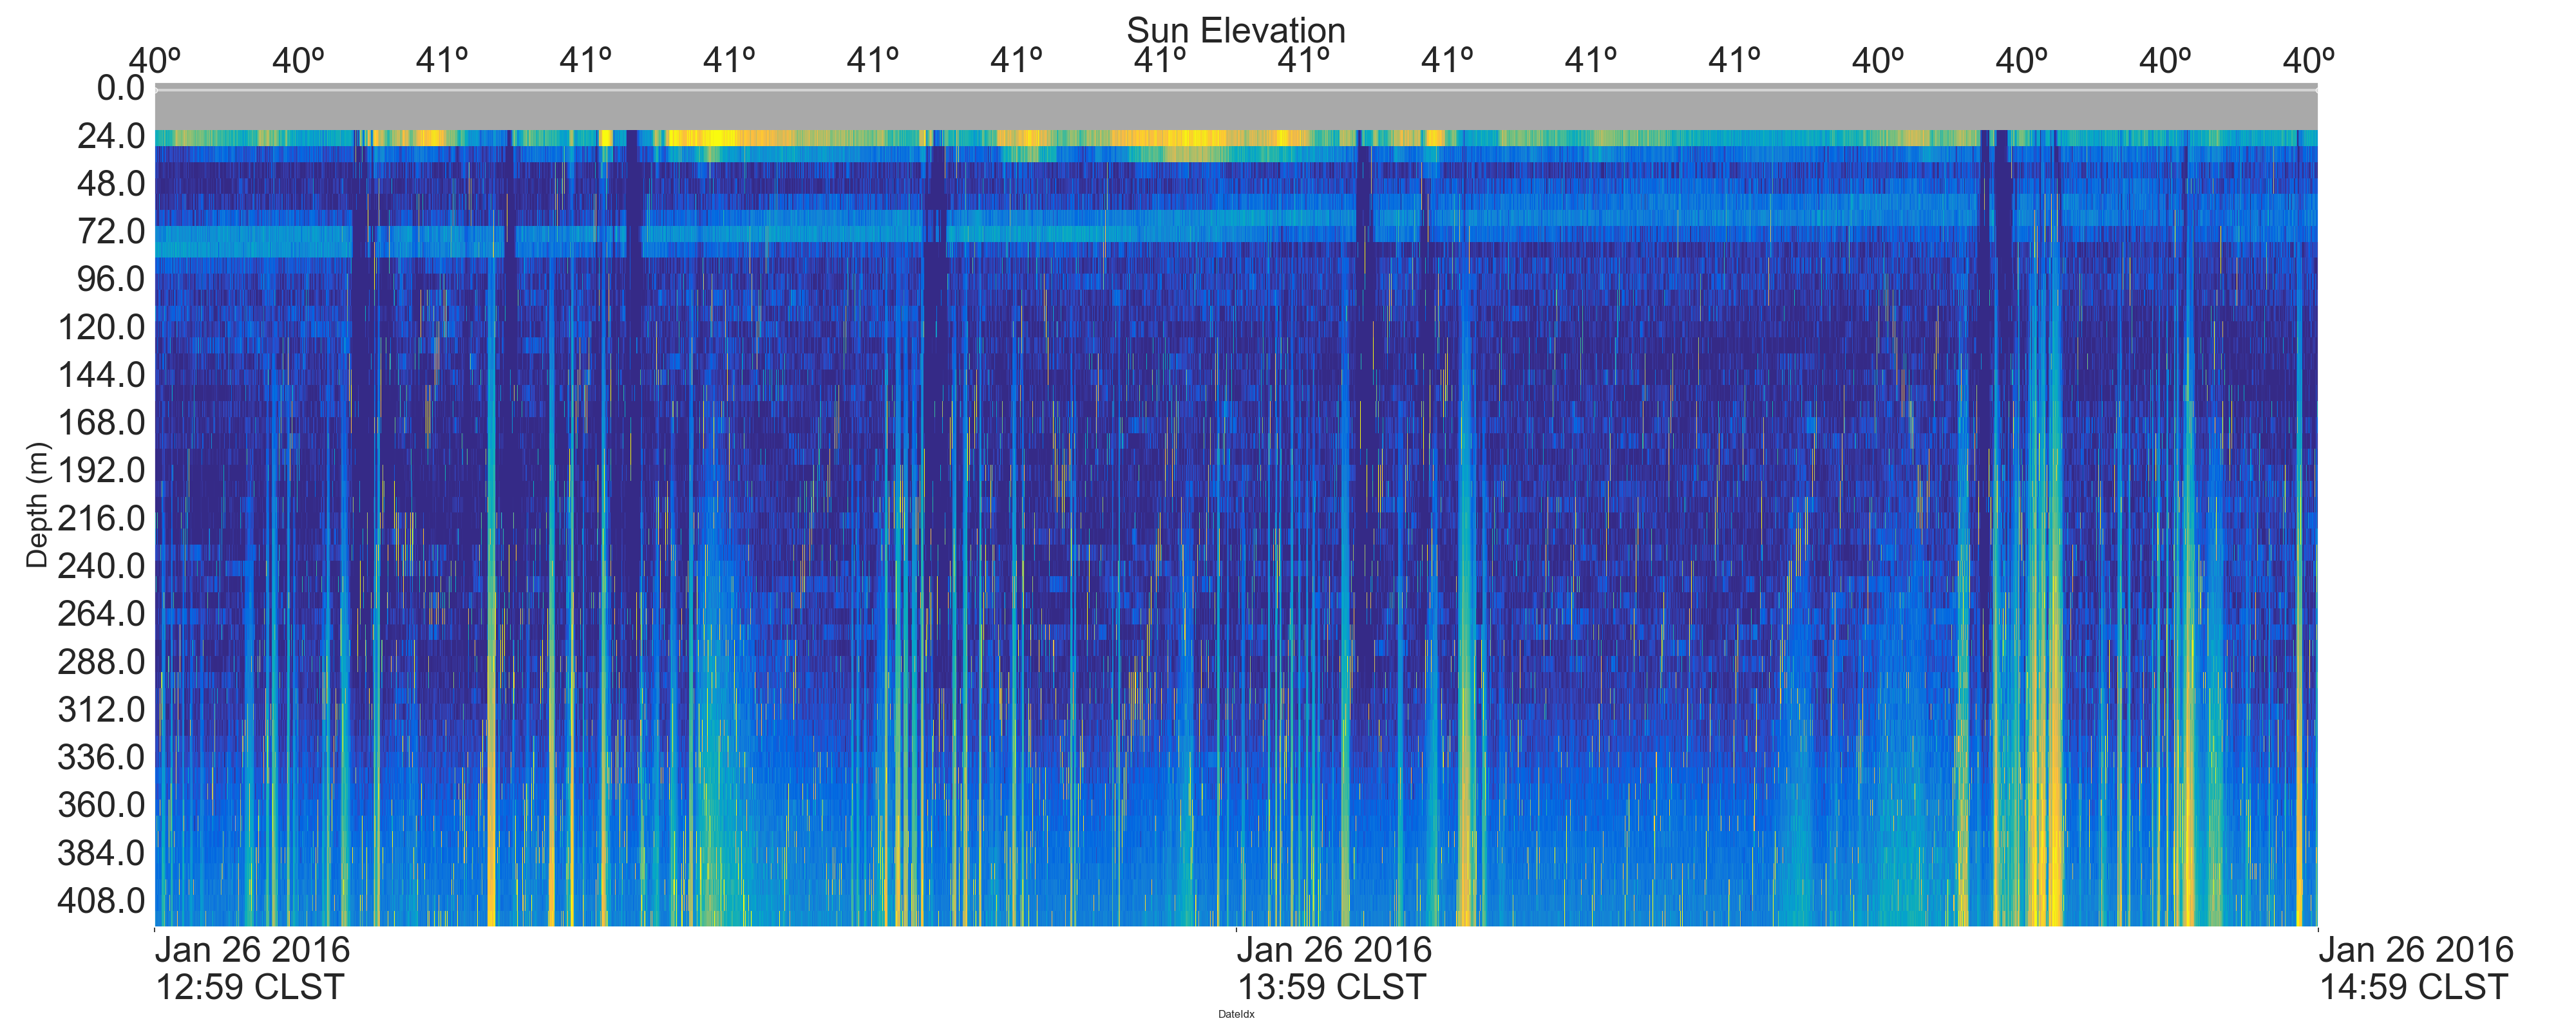 Sun Elevation
40º 40º 41º 41º 41º 41º 41º 41º 41º 41º 41º 41º 40º 40º 40º 40º
0.0
24.0
48.0
72.0
96.0
120.0
144.0
168.0
192.0
216.0
240.0
264.0
288.0
312.0
336.0
360.0
384.0
408.0
Depth (m)
Jan 26 2016
12:59 CLST
Jan 26 2016
13:59 CLST
Jan 26 2016
14:59 CLST
DateIdx